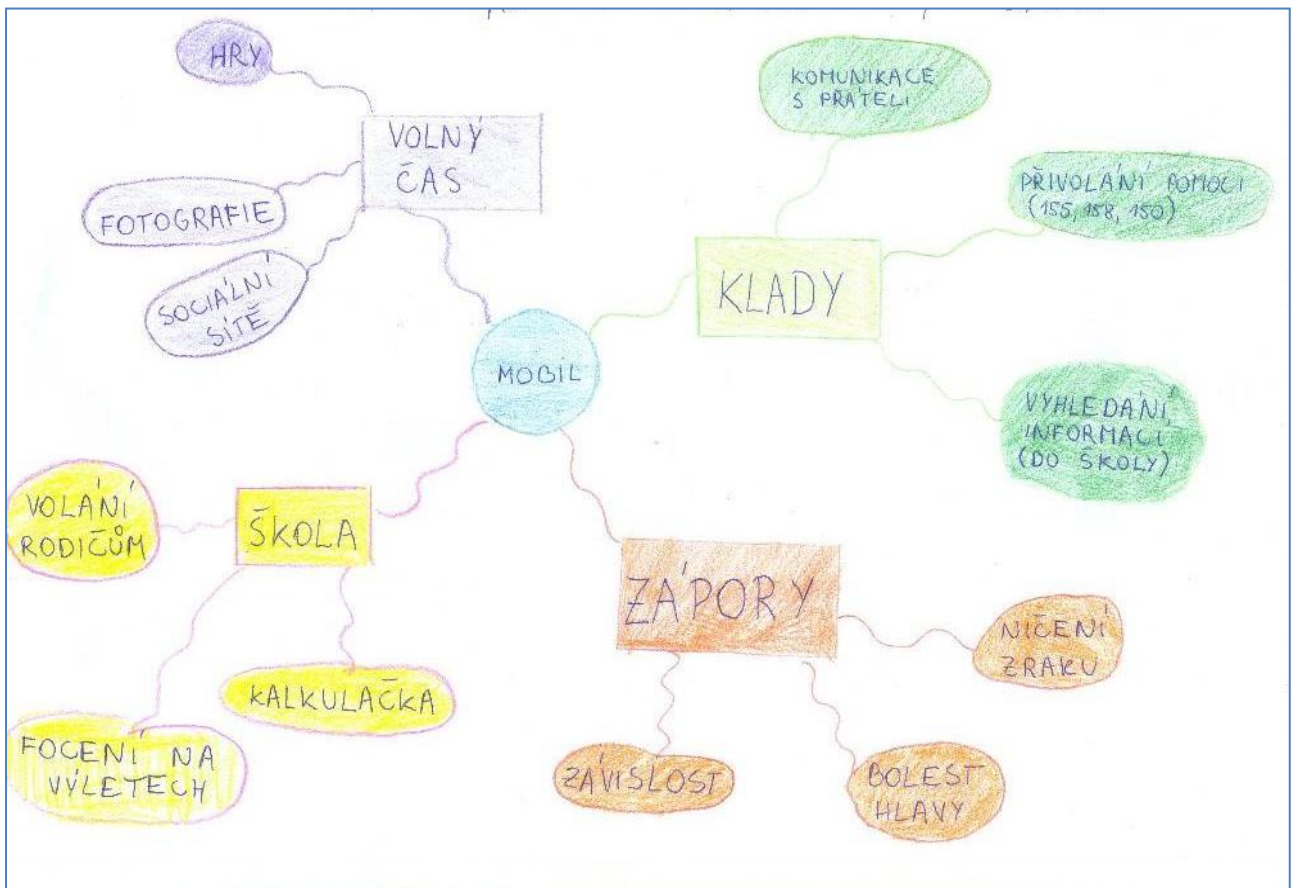 HRY
VOLNÝ
ČAS
FOTOGRAFIE
SOCIÁLNÍ
SÍTĚ
KOMUNIKACE
S PŘÁTELI
PŘIVOLÁNÍ POMOCI
(155, 158, 150)
KLADY
VYHLEDÁNÍ
INFORMACÍ
(DO ŠKOLY)
MOBIL
VOLÁNÍ
RODIČŮM
ŠKOLA
KALKULAČKA
FOCENÍ NA
VÝLETECH
ZÁPORY
NIČENÍ
ZRAKU
ZÁVISLOST
BOLEST
HLAVY